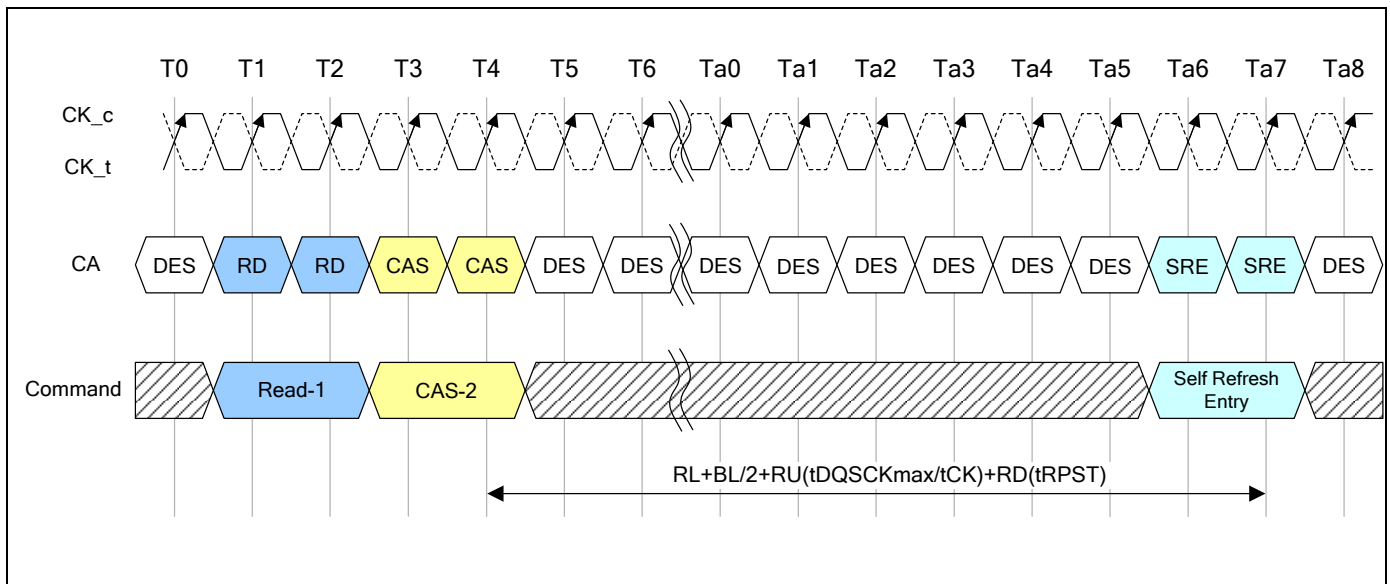 T0 T1 T2 T3 T4 T5 T6 Ta0 Ta1 Ta2 Ta3 Ta4 Ta5 Ta6 Ta7 Ta8
CK_c
CK_t
CA DES RD RD CAS CAS DES DES DES DES DES DES DES DES SRE SRE DES
Command Read-1 CAS-2 Self Refresh
Entry
RL+BL/2+RU(tDQSCKmax/tCK)+RD(tRPST)